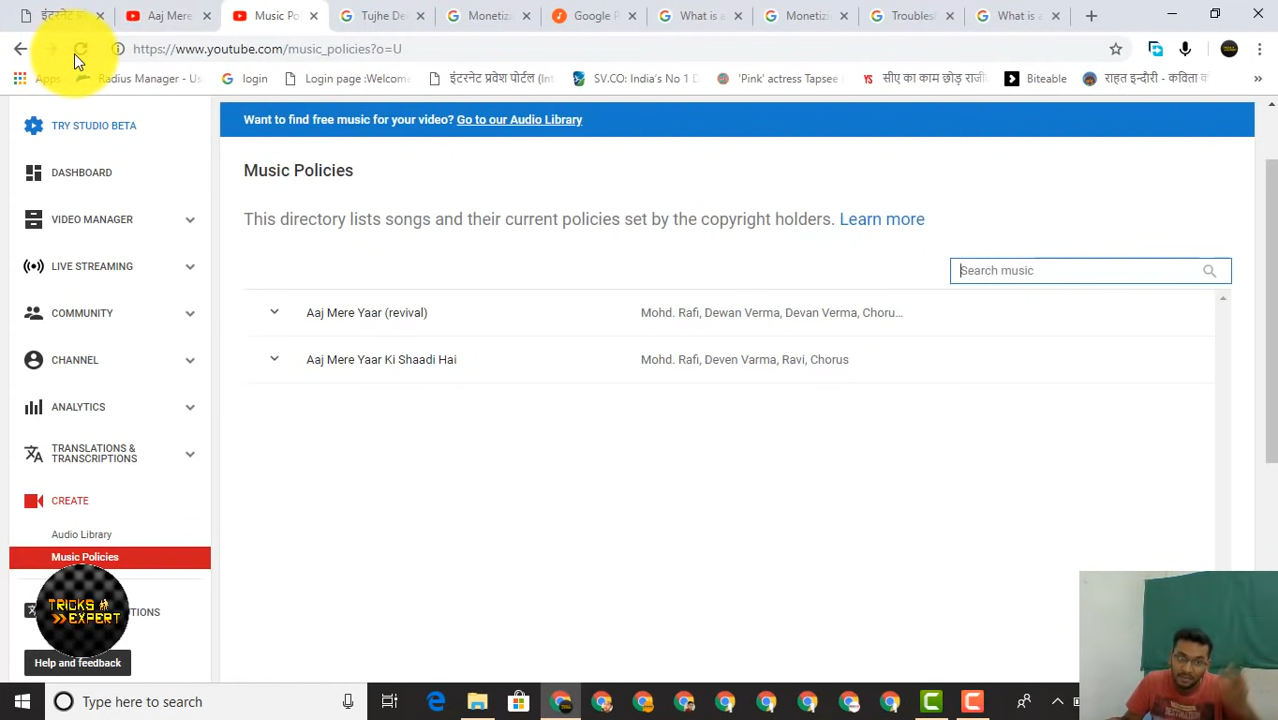 इंटरनेट प्रवे
Aaj Mere
Music Po
Tujhe De
Monetiz
Google P
What is a
Monetiz
Troubles
What is a
https://www.youtube.com/music_policies?o=U
Apps
Radius Manager - Us
login
Login page :Welcome
इंटरनेट प्रवेश पोर्टल (Int
SV.CO: India's No 1 D
'Pink' actress Tapsee
YS
सीए का काम छोड़ राजी
Biteable
राहत इन्दौरी - कविता क
»
TRY STUDIO BETA
DASHBOARD
VIDEO MANAGER
LIVE STREAMING
COMMUNITY
CHANNEL
ANALYTICS
TRANSLATIONS &
TRANSCRIPTIONS
CREATE
Audio Library
Music Policies
UTIONS
TRICKS
>>EXPERT
Help and feedback
Want to find free music for your video? Go to our Audio Library
Music Policies
This directory lists songs and their current policies set by the copyright holders. Learn more
Search music
Aaj Mere Yaar (revival)
Mohd. Rafi, Dewan Verma, Devan Verma, Choru...
Aaj Mere Yaar Ki Shaadi Hai
Mohd. Rafi, Deven Varma, Ravi, Chorus
Type here to search